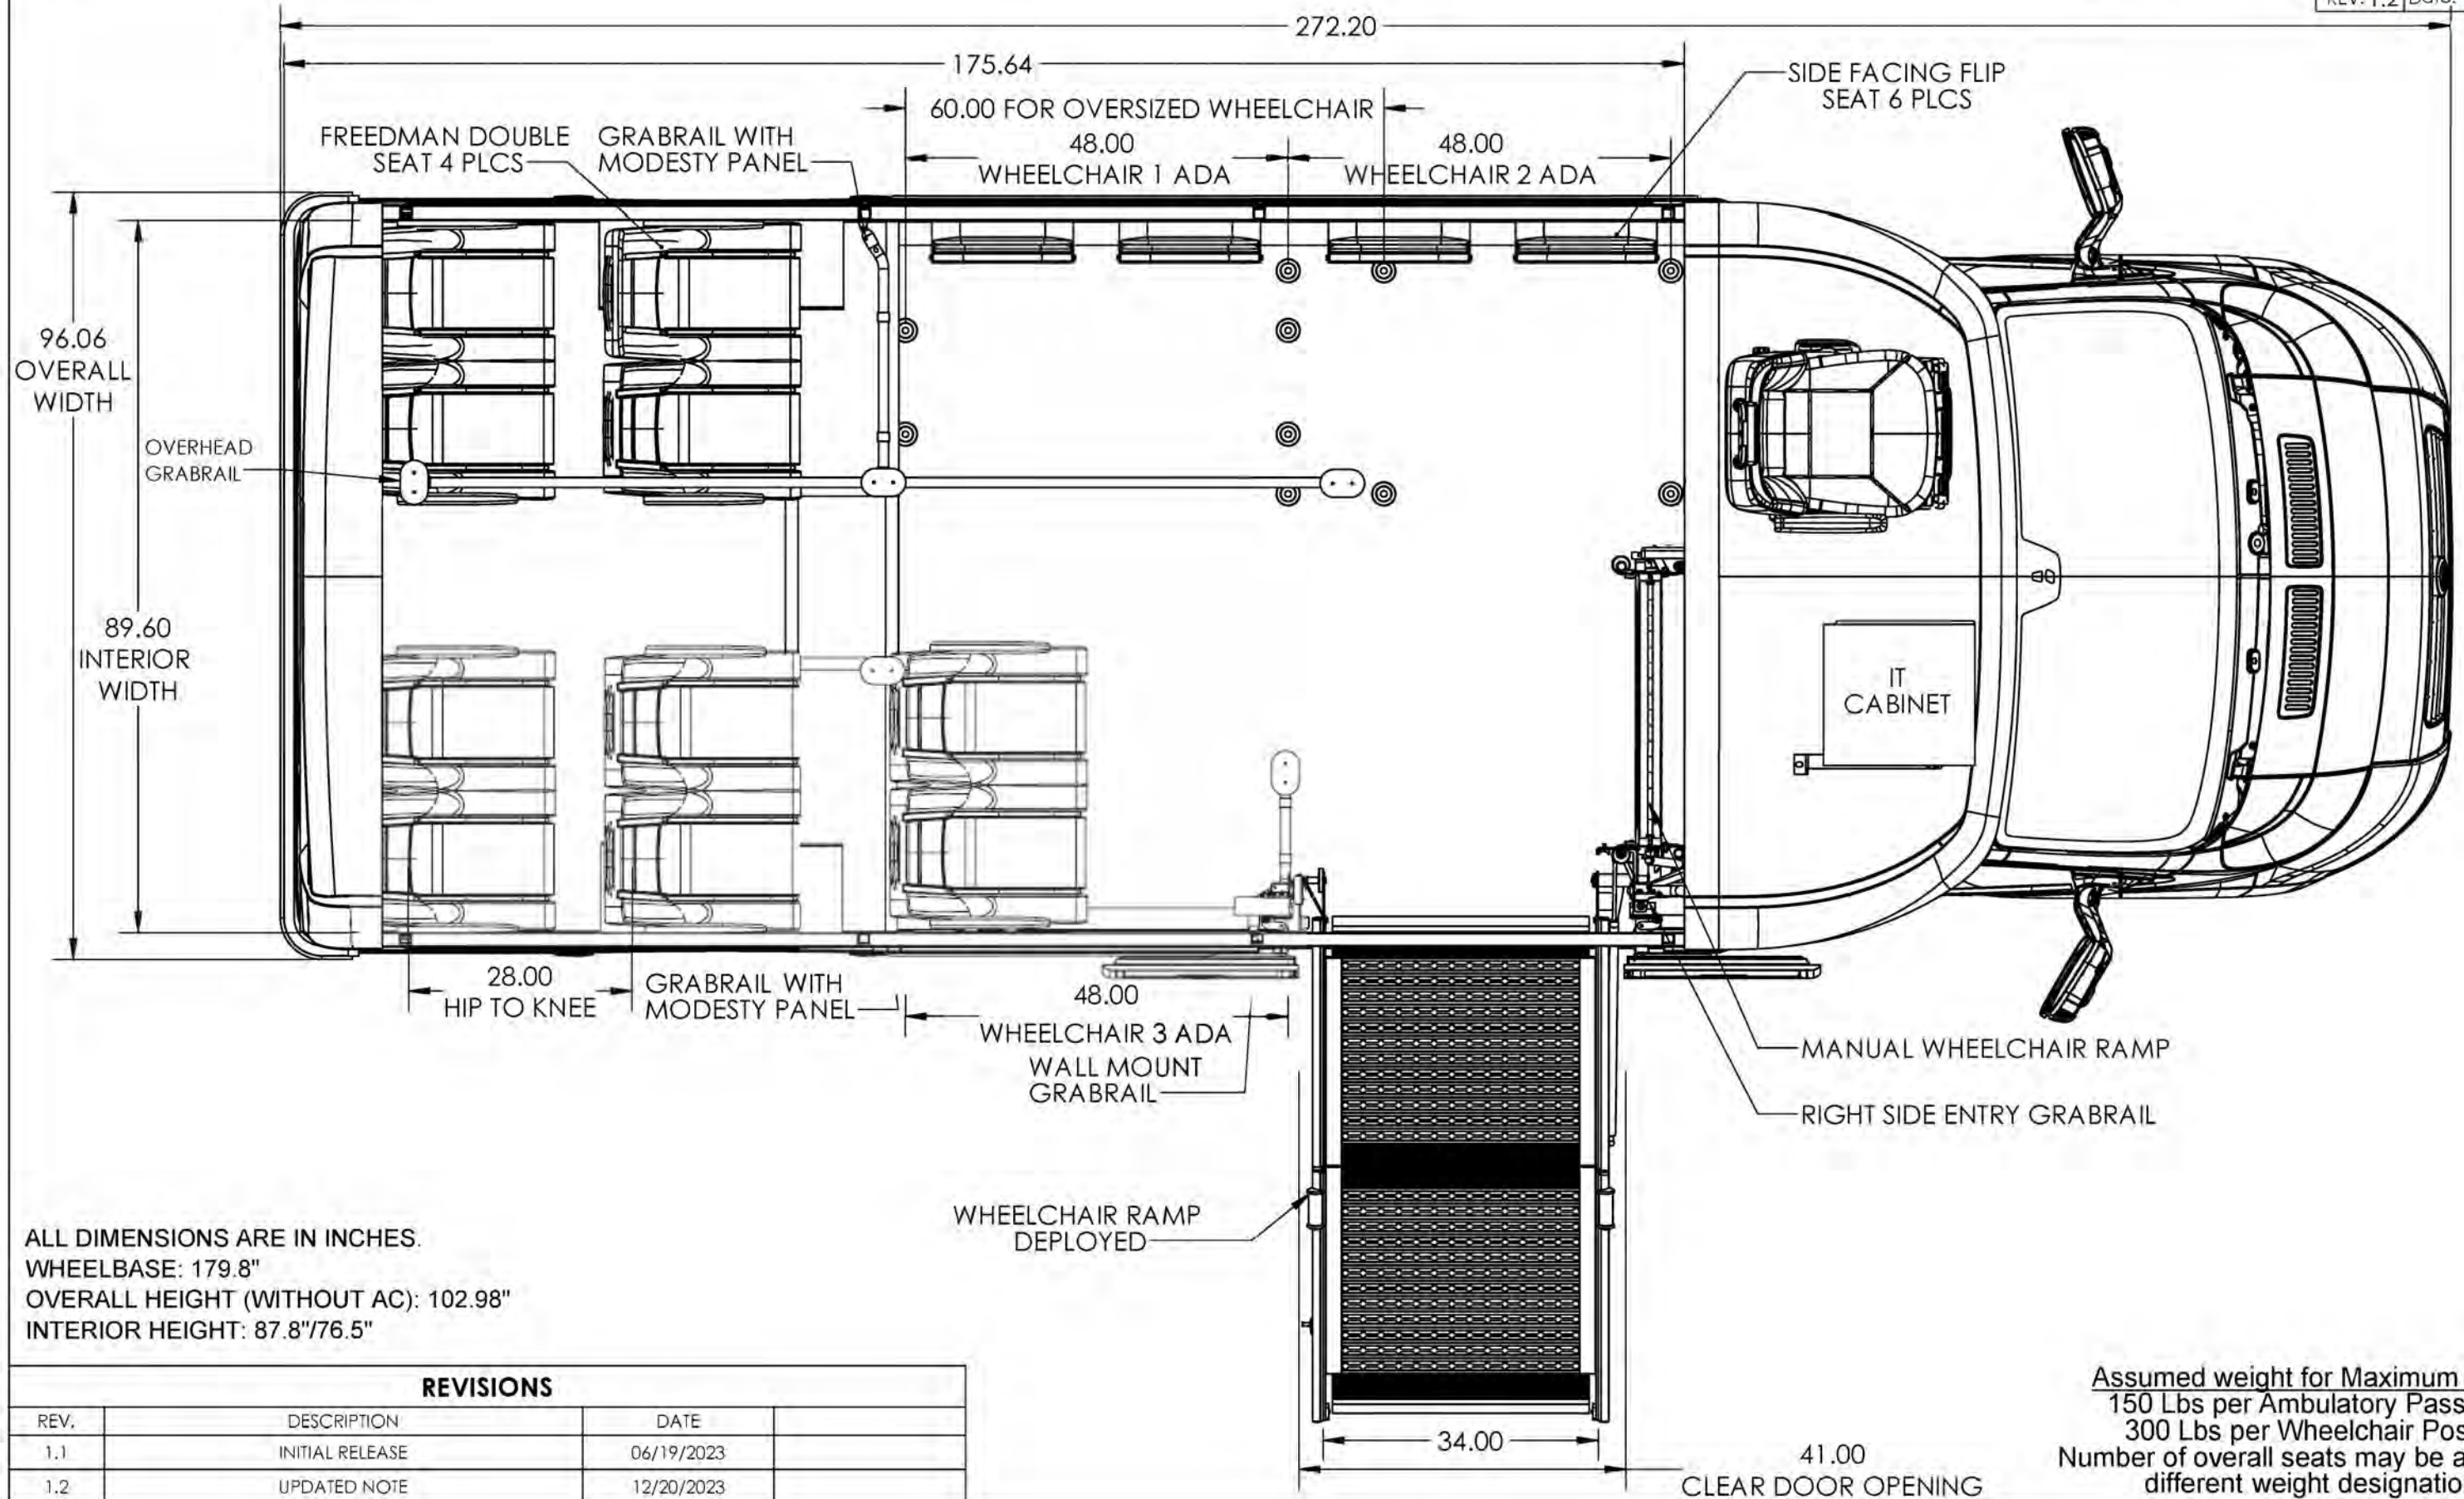 REV: 1.2 Date:
272.20
175.64
SIDE FACING FLIP
SEAT 6 PLCS
60.00 FOR OVERSIZED WHEELCHAIR
FREEDMAN DOUBLE
SEAT 4 PLCS
GRABRAIL WITH
MODESTY PANEL
48.00
WHEELCHAIR 1 ADA
48.00
WHEELCHAIR 2 ADA
96.06
OVERALL
WIDTH
OVERHEAD
GRABRAIL
89.60
INTERIOR
WIDTH
IT
CABINET
28.00
HIP TO KNEE
GRABRAIL WITH
MODESTY PANEL
48.00
WHEELCHAIR 3 ADA
WALL MOUNT
GRABRAIL
MANUAL WHEELCHAIR RAMP
RIGHT SIDE ENTRY GRABRAIL
WHEELCHAIR RAMP
DEPLOYED
ALL DIMENSIONS ARE IN INCHES.
WHEELBASE: 179.8"
OVERALL HEIGHT (WITHOUT AC): 102.98"
INTERIOR HEIGHT: 87.8"/76.5"
34.00
41.00
CLEAR DOOR OPENING
REVISIONS
REV. DESCRIPTION DATE
1.1 INITIAL RELEASE 06/19/2023
1.2 UPDATED NOTE 12/20/2023
Assumed weight for Maximum
150 Lbs per Ambulatory Pass
300 Lbs per Wheelchair Pos
Number of overall seats may be a
different weight designatio